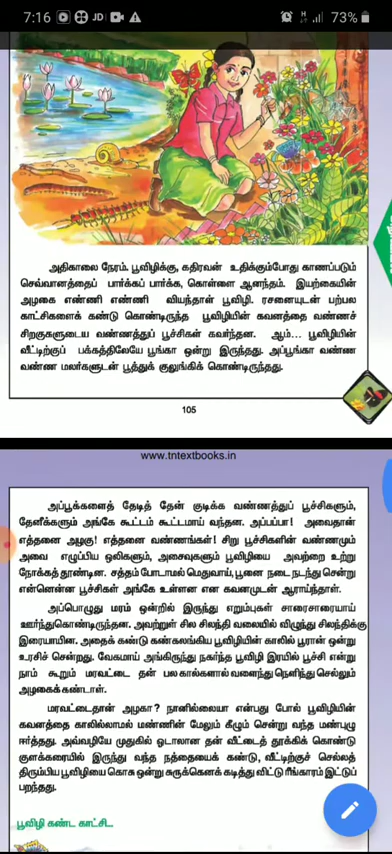 7:16
JD
H
73%
அதிகாலை நேரம். பூவிழிக்கு, கதிரவன் உதிக்கும்போது காணப்படும்
செவ்வானத்தைப் பார்க்கப் பார்க்க, கொள்ளை ஆனந்தம். இயற்கையின்
அழகை எண்ணி எண்ணி வியந்தாள் பூவிழி. ரசனையுடன் பற்பல
காட்சிகளைக் கண்டு கொண்டிருந்த பூவிழியின் கவனத்தை வண்ணச்
சிறகுகளுடைய வண்ணத்துப் பூச்சிகள் கவர்ந்தன. ஆம்... பூவிழியின்
வீட்டிற்குப் பக்கத்திலேயே பூங்கா ஒன்று இருந்தது. அப்பூங்கா வண்ண
வண்ண மலர்களுடன் பூத்துக் குலுங்கிக் கொண்டிருந்தது.
105
www.tntextbooks.in
அப்பூக்களைத் தேடித் தேன் குடிக்க வண்ணத்துப் பூச்சிகளும்,
தேனீக்களும் அங்கே கூட்டம் கூட்டமாய் வந்தன. அப்பப்பா! அவைதான்
எத்தனை அழகு! எத்தனை வண்ணங்கள்! சிறு பூச்சிகளின் வண்ணமும்
அவை எழுப்பிய ஒலிகளும், அசைவுகளும் பூவிழியை அவற்றை உற்று
நோக்கத் தூண்டின. சத்தம் போடாமல் மெதுவாய், பூனை நடை நடந்து சென்று
என்னென்ன பூச்சிகள் அங்கே உள்ளன என கவனமுடன் ஆராய்ந்தாள்.
அப்பொழுது மரம் ஒன்றில் இருந்து எறும்புகள் சாரைசாரையாய்
ஊர்ந்துகொண்டிருந்தன. அவற்றுள் சில சிலந்தி வலையில் விழுந்து சிலந்திக்கு
இரையாயின. அதைக் கண்டு கண்கலங்கிய பூவிழியின் காலில் பூரான் ஒன்று
உரசிச் சென்றது. வேகமாய் அங்கிருந்து நகர்ந்த பூவிழி இரயில் பூச்சி என்று
நாம் கூறும் மரவட்டை தன் பல கால்களால் வளைந்து நெளிந்து செல்லும்
அழகைக் கண்டாள்.
மரவட்டைதான் அழகா? நானில்லையா என்பது போல் பூவிழியின்
கவனத்தை காலில்லாமல் மண்ணின் மேலும் கீழும் சென்று வந்த மண்புழு
ஈர்த்தது. அவ்வழியே முதுகில் ஓடாலான தன் வீட்டைத் தூக்கிக் கொண்டு
குளக்கரையில் இருந்து வந்த நத்தையைக் கண்டு, வீட்டிற்குச் செல்லத்
திரும்பிய பூவிழியை கொசு ஒன்று சுருக்கெனக் கடித்து விட்டு ரீங்காரம் இட்டுப்
பறந்தது.
பூவிழி கண்ட காட்சி...